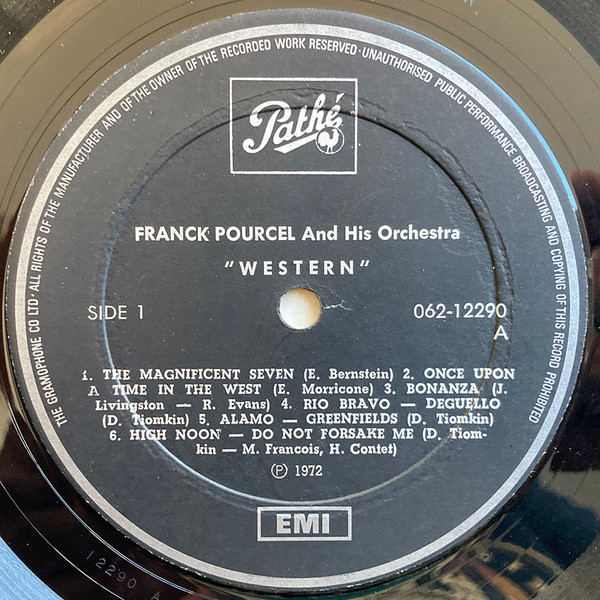 THE GRAMOPHONE CO LTD · ALL RIGHTS OF THE MANUFACTURER AND OF THE OWNER OF THE RECORDED WORK RESERVED · UNAUTHORISED PUBLIC PERFORMANCE BROADCASTING AND COPYING OF THIS RECORD PROHIBITED
Pathé
FRANCK POURCEL And His Orchestra
"WESTERN"
SIDE 1
062-12290
A
1. THE MAGNIFICENT SEVEN (E. Bernstein) 2. ONCE UPON
A TIME IN THE WEST (E. Morricone) 3. BONANZA (J.
Livingston — R. Evans) 4. RIO BRAVO — DEGUELLO
(D. Tiomkin) 5. ALAMO — GREENFIELDS (D. Tiomkin)
6. HIGH NOON — DO NOT FORSAKE ME (D. Tiom-
kin — M. Francois, H. Contet)
Ⓟ 1972
EMI
12290 A